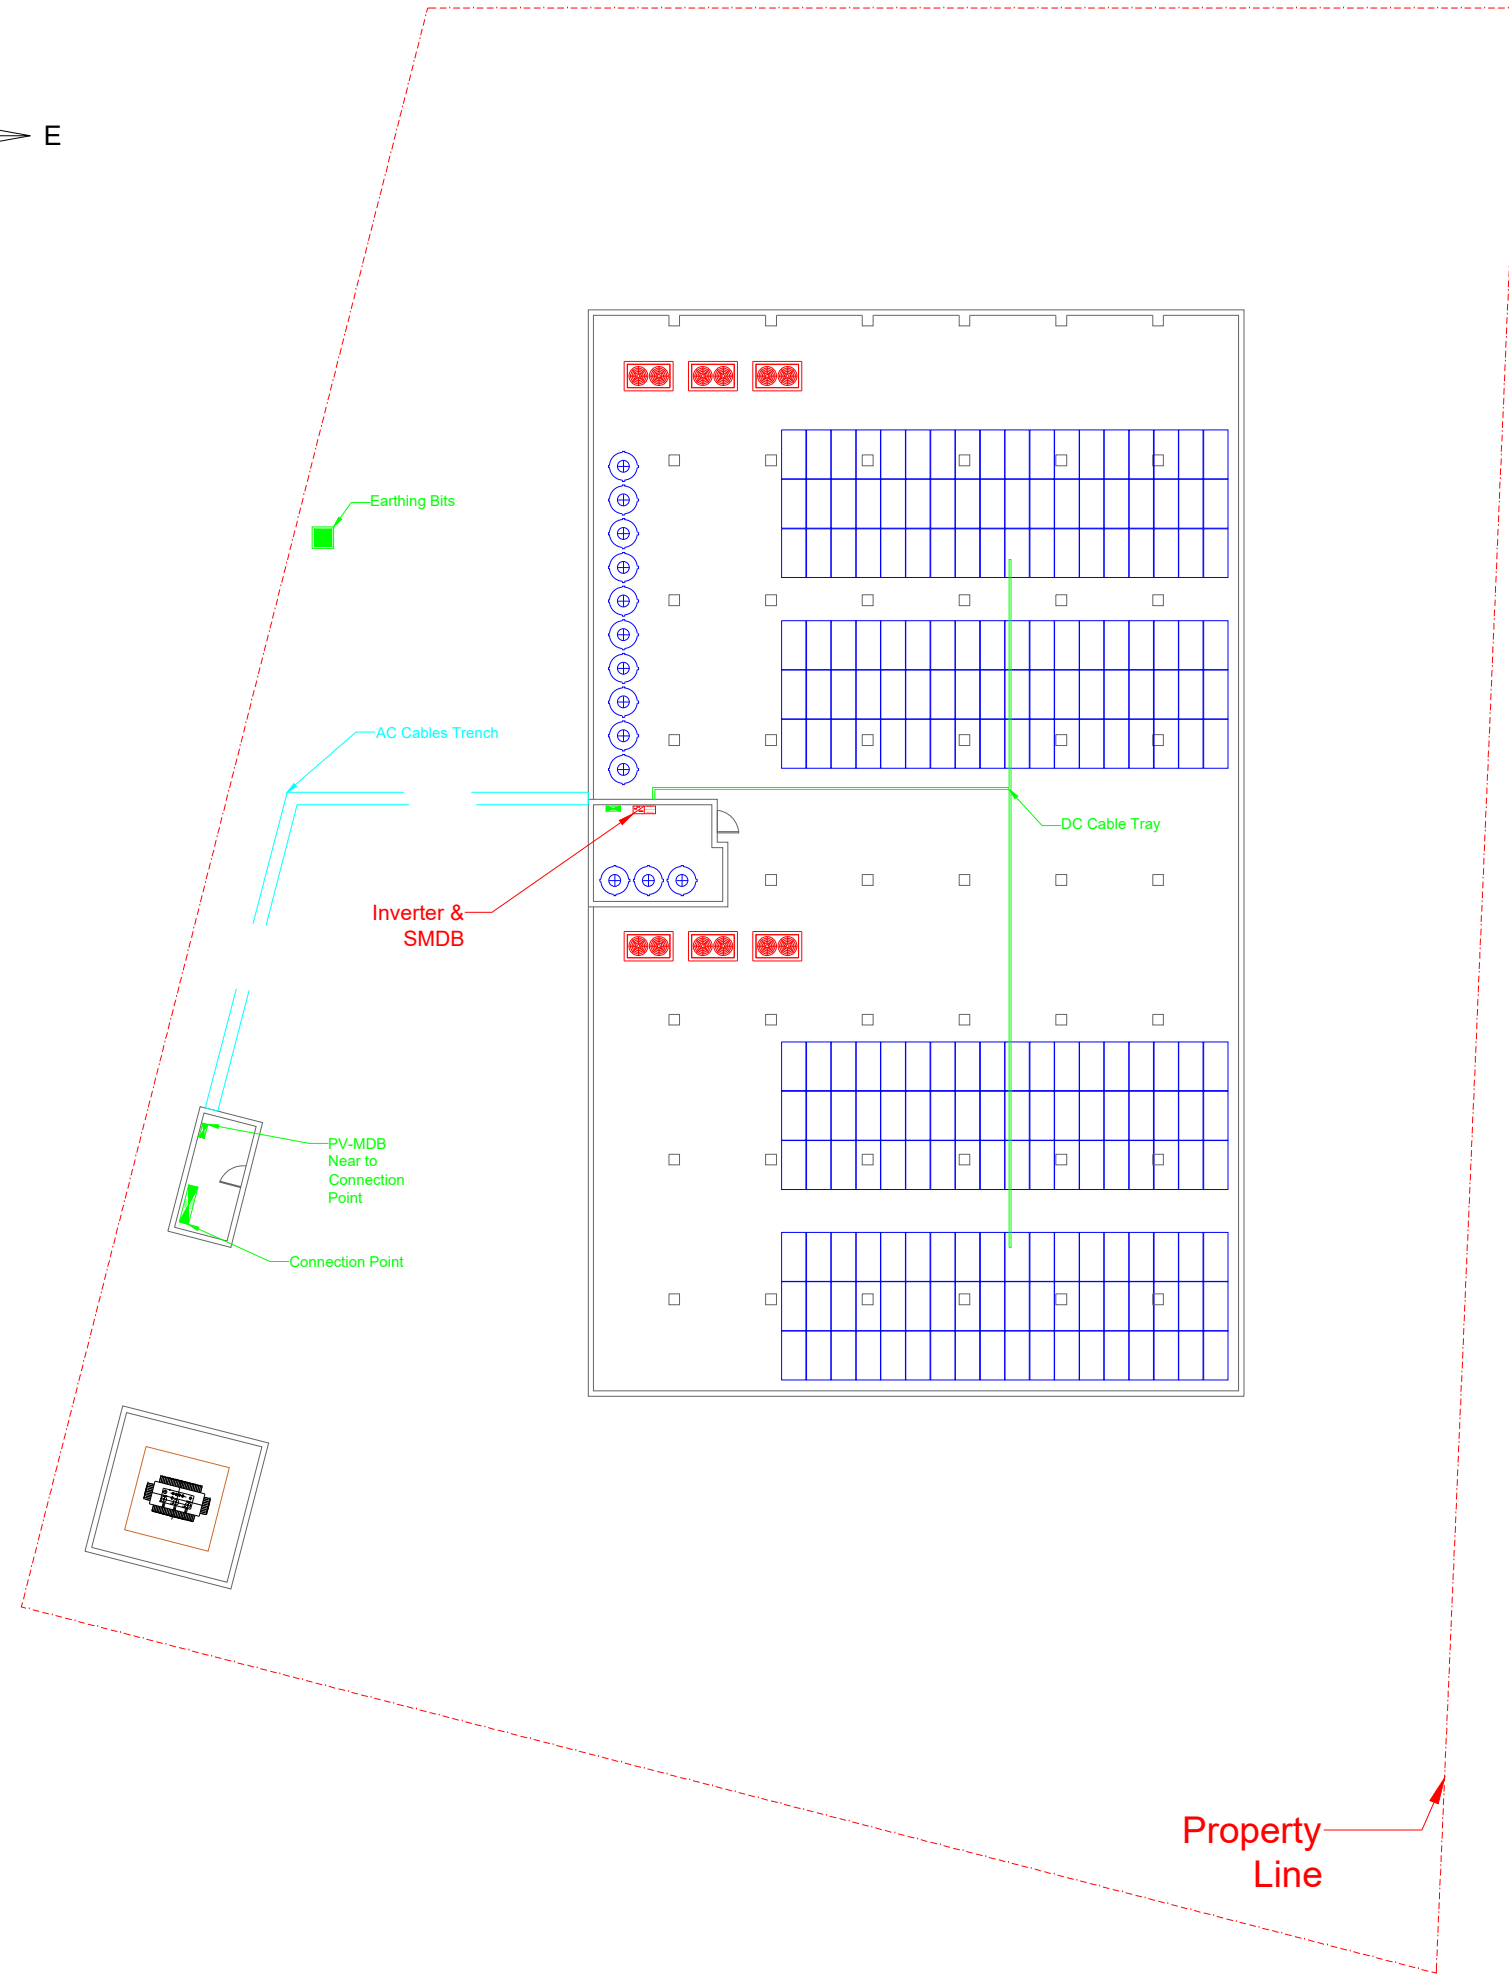 E
Earthing Bits
AC Cables Trench
DC Cable Tray
Inverter &
SMDB
PV-MDB
Near to
Connection
Point
Connection Point
Property
Line